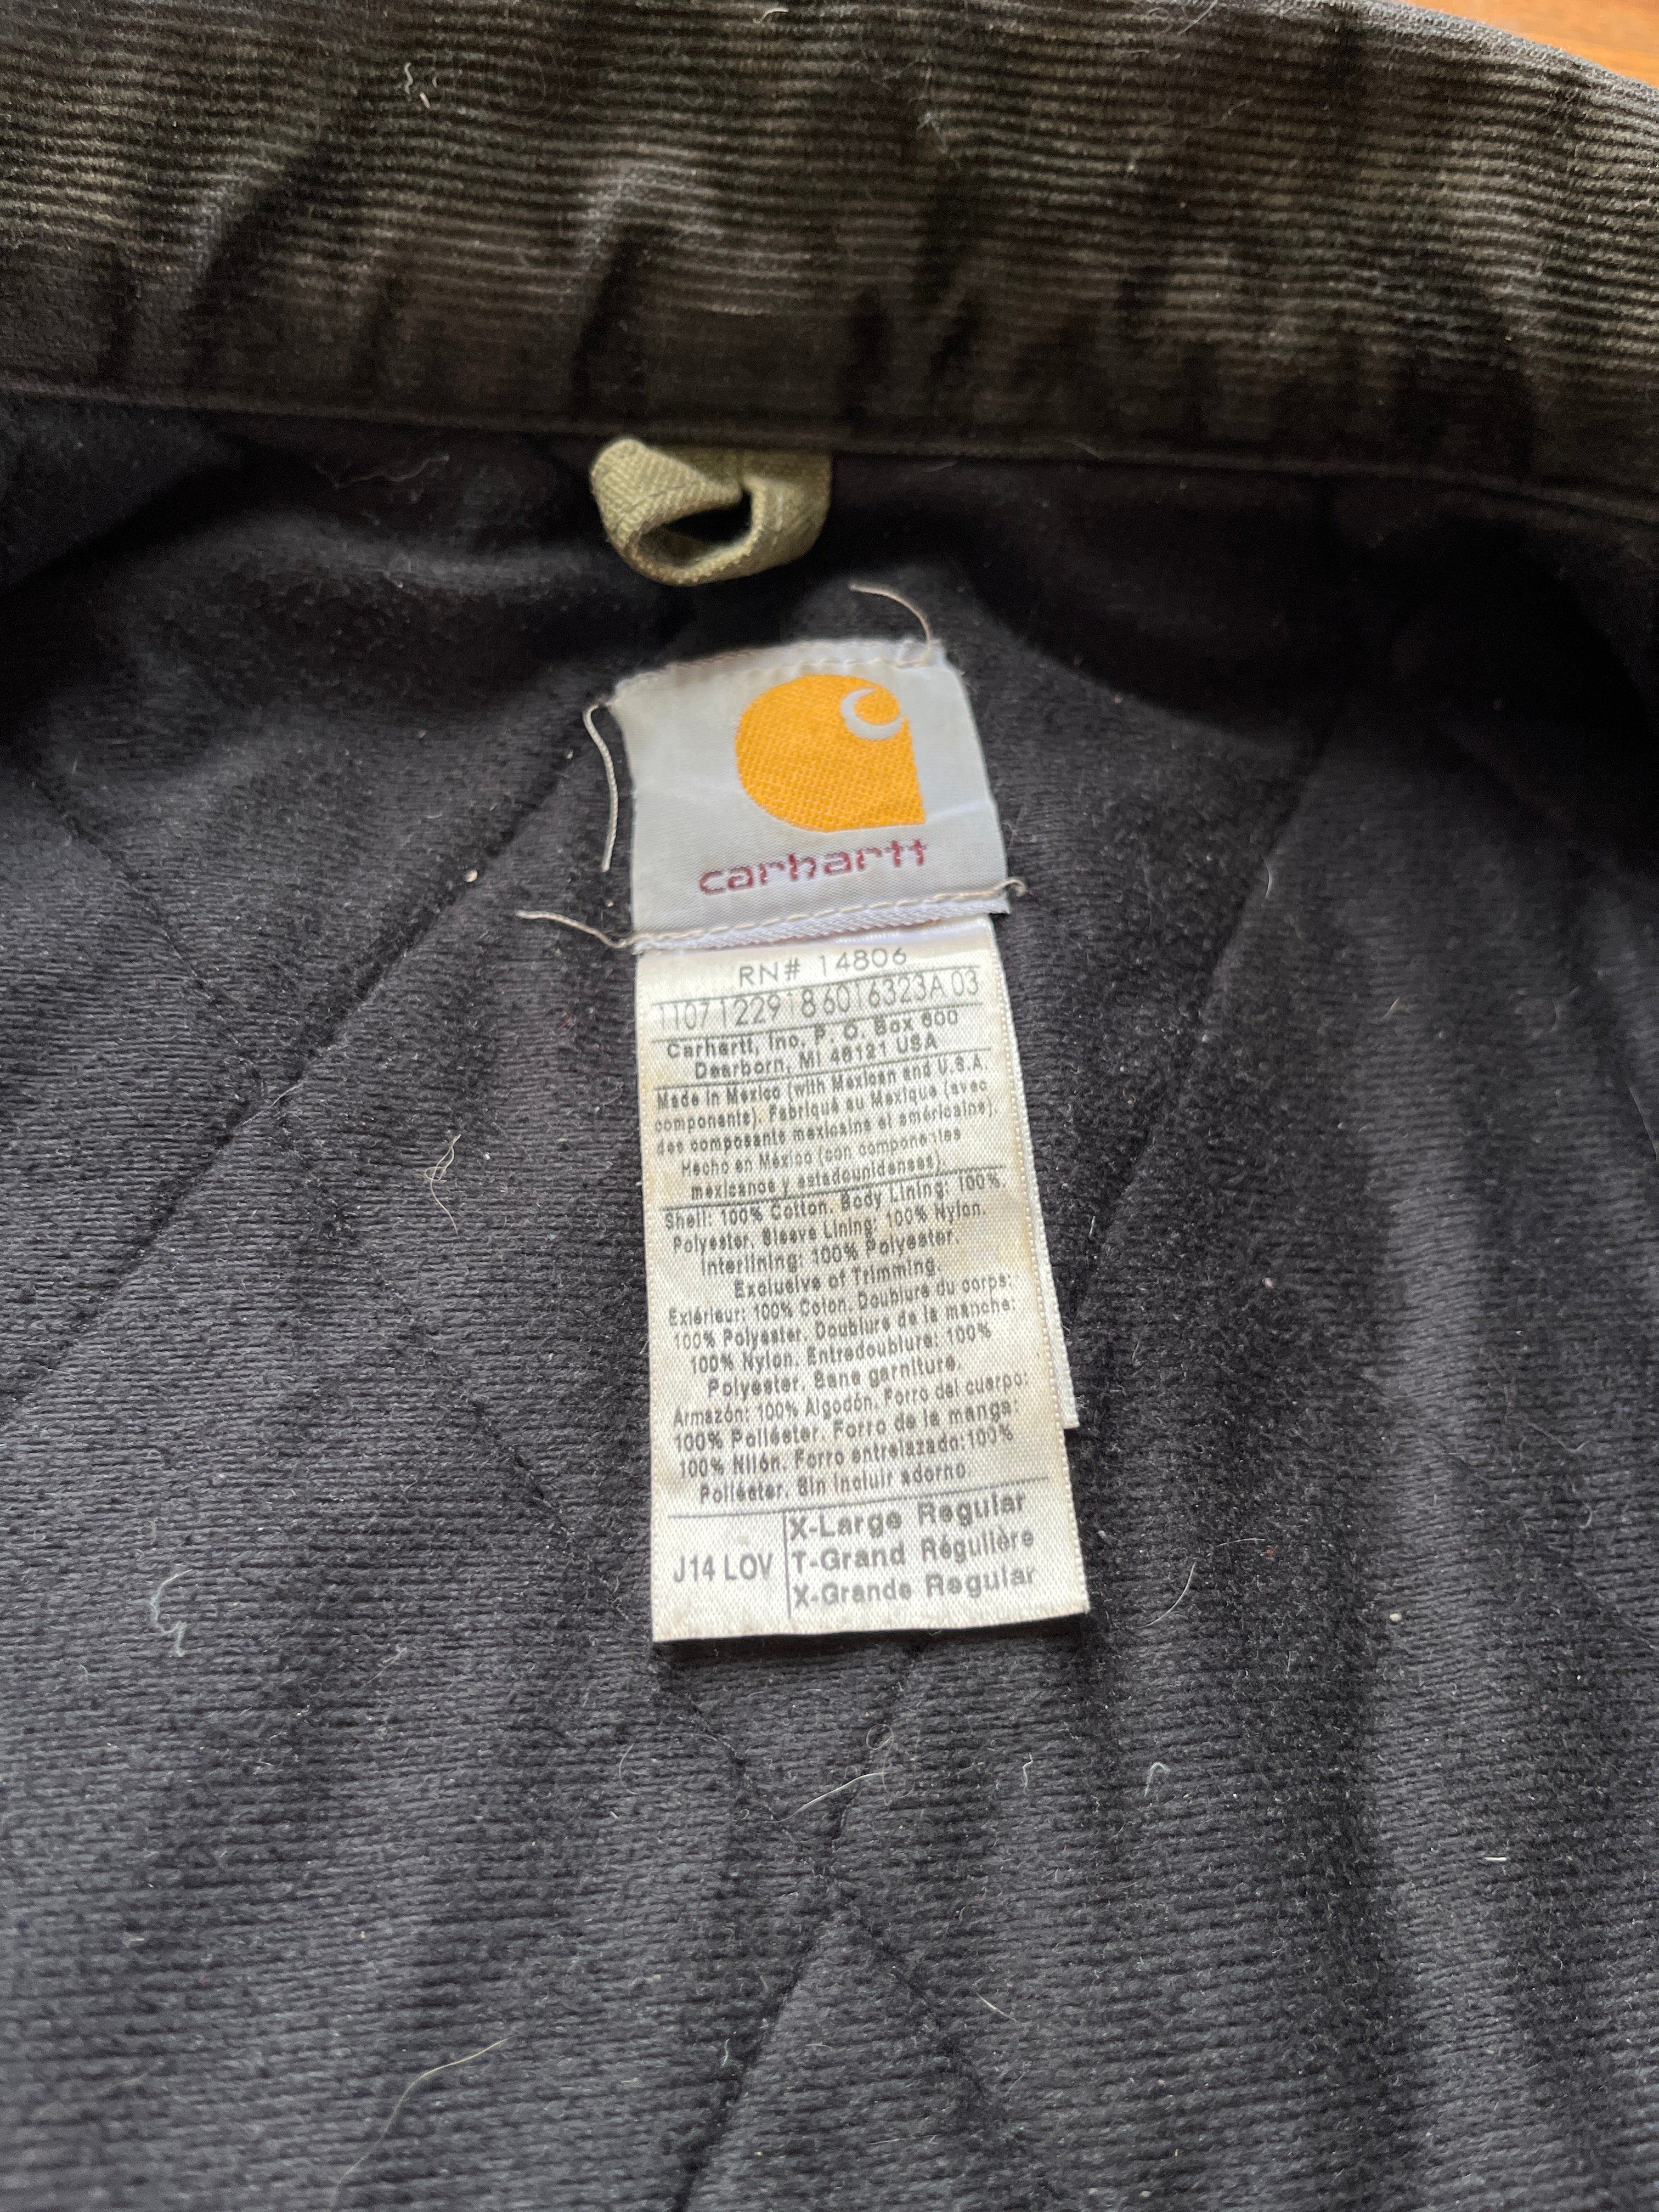 carhartt
RN# 14806
1107122918 6016323A 03
Carhartt, Inc. P. O. Box 600
Dearborn, MI 48121 USA
Made in Mexico (with Mexican and U.S.A.
components). Fabriqué au Mexique (avec
des composants mexicains et américains).
Hecho en México (con componentes
mexicanos y estadounidenses).
Shell: 100% Cotton. Body Lining: 100%.
Polyester. Sleeve Lining: 100% Nylon.
Interlining: 100% Polyester.
Exclusive of Trimming.
Extérieur: 100% Coton. Doublure du corps:
100% Polyester. Doublure de la manche:
100% Nylon. Entredoublure: 100%
Polyester. Sans garniture.
Armazón: 100% Algodón. Forro del cuerpo:
100% Poliéster. Forro de la manga:
100% Nilón. Forro entrelazado:100%
Poliéster. Sin incluir adorno.
J14 LOV
X-Large Regular
T-Grand Régulière
X-Grande Regular